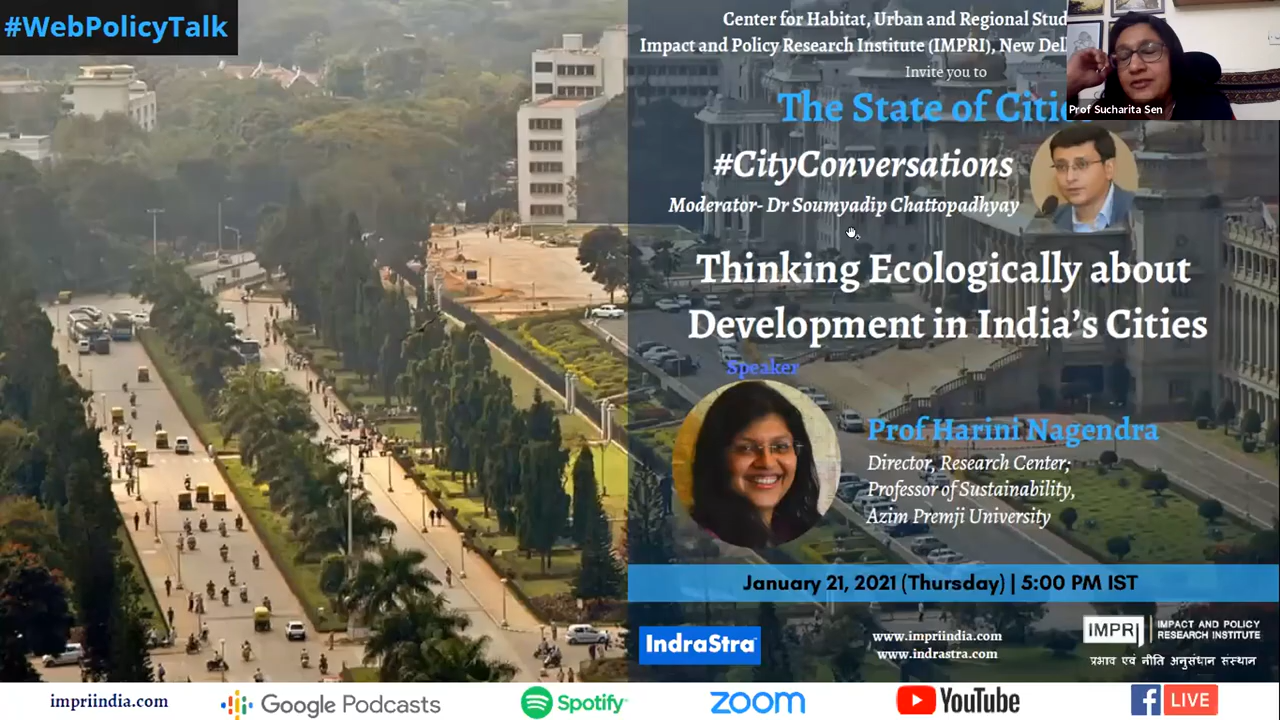 #WebPolicyTalk
Center for Habitat, Urban and Regional Stud
Impact and Policy Research Institute (IMPRI), New Del
Invite you to
The State of Citie
Prof Sucharita Sen
#CityConversations
Moderator- Dr Soumyadip Chattopadhyay
Thinking Ecologically about
Development in India's Cities
Speaker
Prof Harini Nagendra
Director, Research Center;
Professor of Sustainability,
Azim Premji University
January 21, 2021 (Thursday) | 5:00 PM IST
IndraStra
www.impriindia.com
www.indrastra.com
IMPRI
IMPACT AND POLICY
RESEARCH INSTITUTE
प्रभाव एवं नीति अनुसंधान संस्थान
impriindia.com
Google Podcasts
Spotify
zoom
YouTube
f LIVE